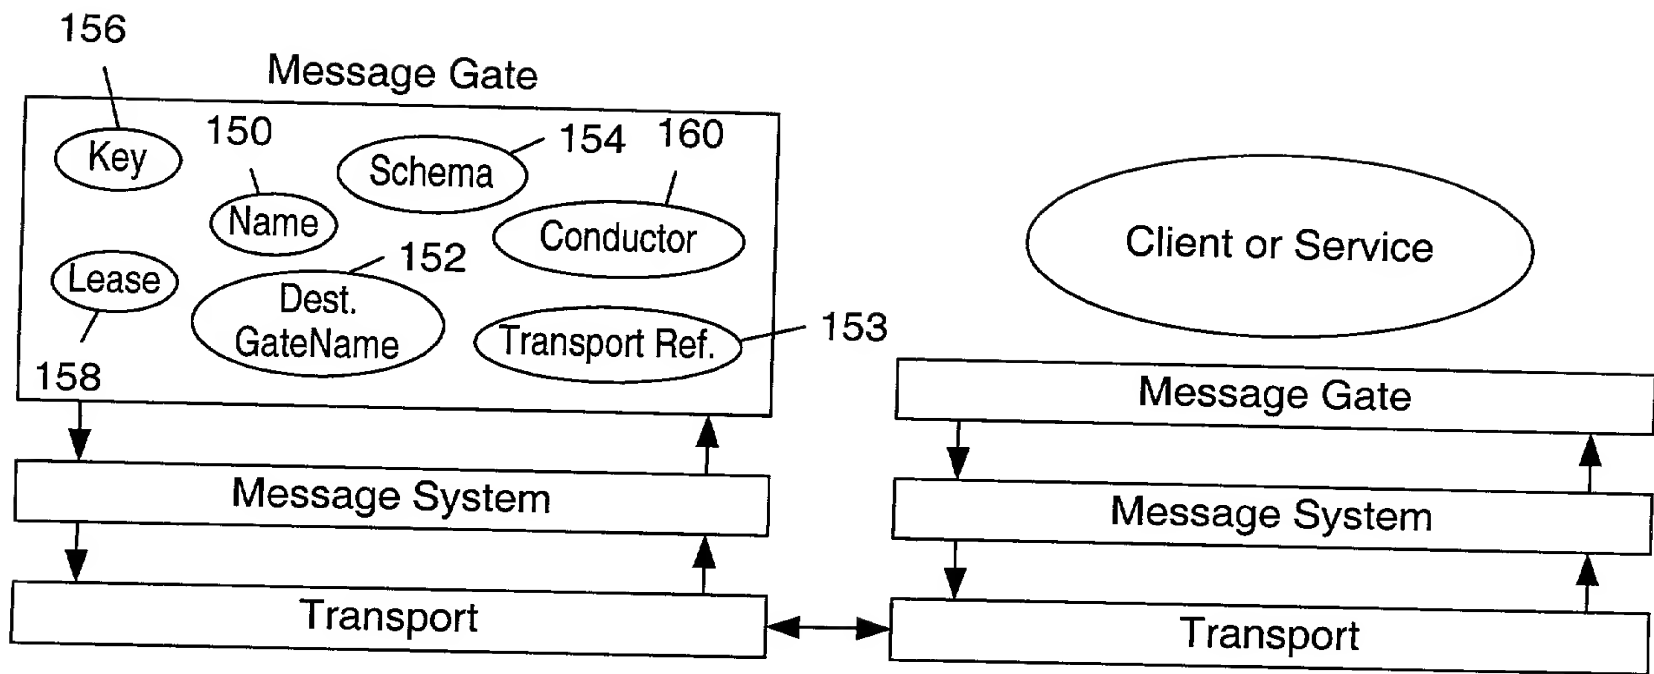 156
Message Gate
Key
150
Schema
154
160
Name
Conductor
Lease
152
Dest.
GateName
Transport Ref.
153
158
Message System
Transport
Client or Service
Message Gate
Message System
Transport